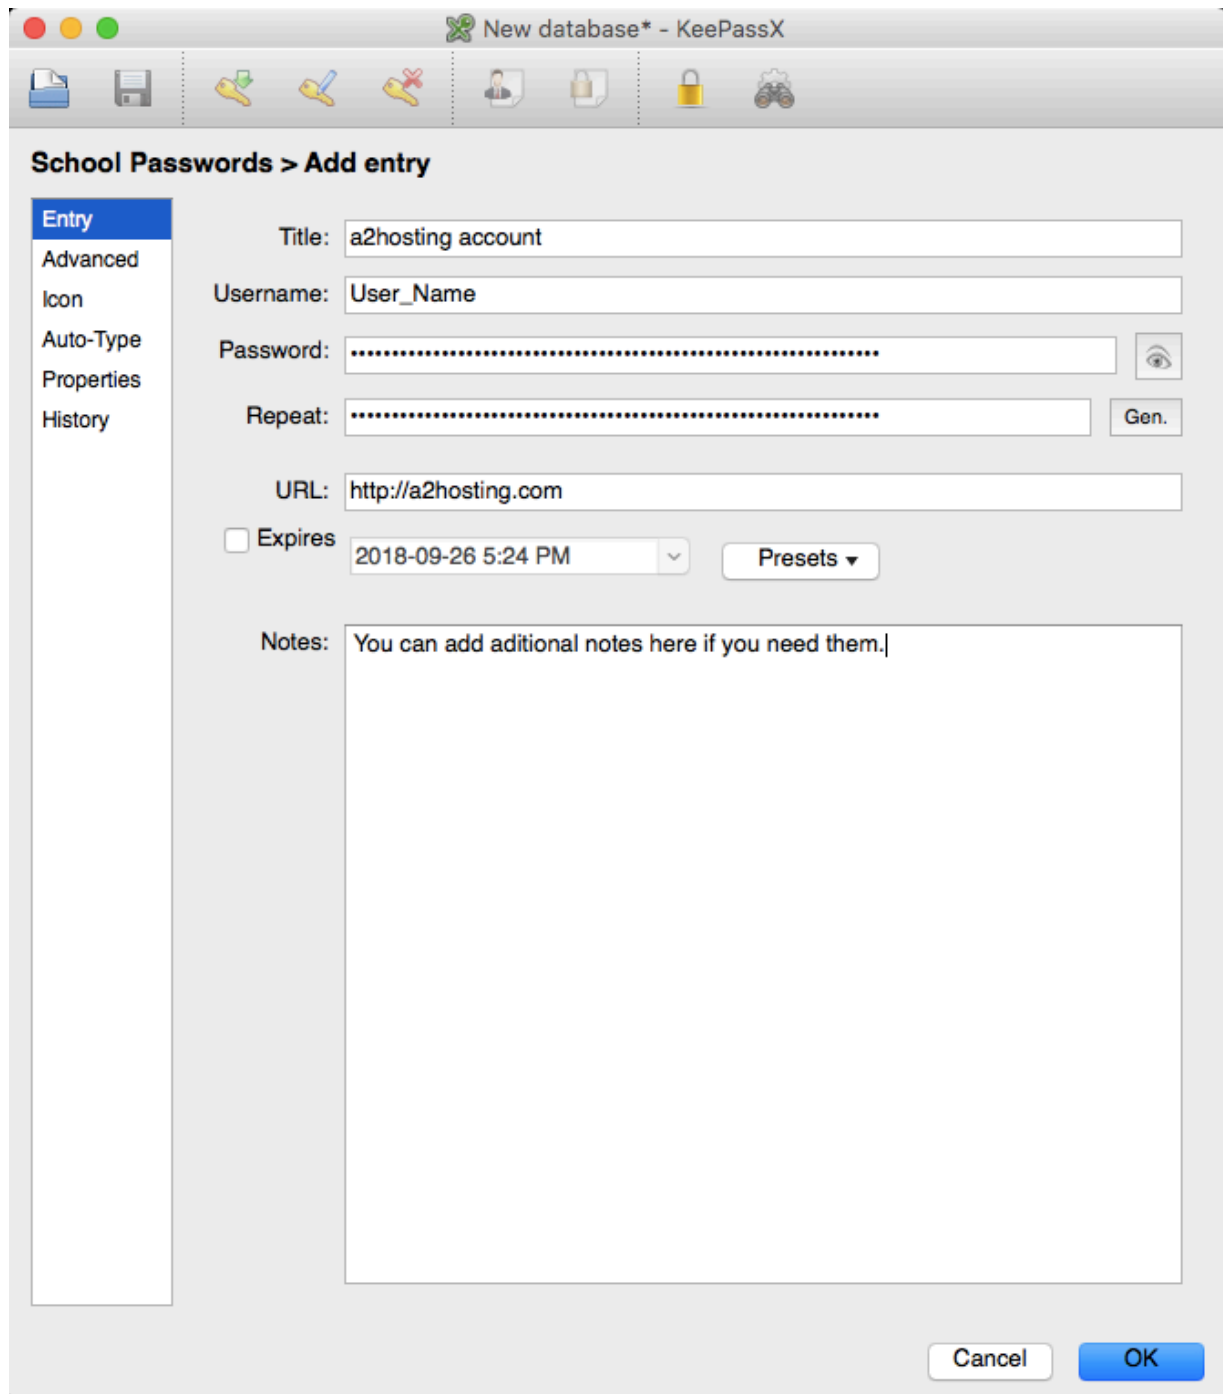 New database* - KeePassX
School Passwords > Add entry
Entry
Advanced
Icon
Auto-Type
Properties
History
Title: a2hosting account
Username: User_Name
Password: •••••••••••••••••••••••••••••••••••••••••••••••••••••••••••••••••
Repeat: •••••••••••••••••••••••••••••••••••••••••••••••••••••••••••••••••
Gen.
URL: http://a2hosting.com
Expires 2018-09-26 5:24 PM Presets
Notes: You can add aditional notes here if you need them.
Cancel OK